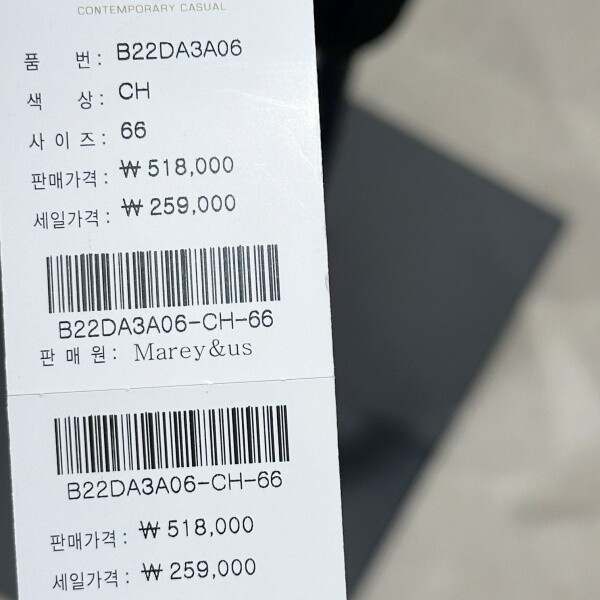 CONTEMPORARY CASUAL
품 번 : B22DA3A06
색 상 : CH
사 이 즈 : 66
판매가격 : ₩ 518,000
세일가격 : ₩ 259,000
B22DA3A06-CH-66
판 매 원 : Marey&us
B22DA3A06-CH-66
판매가격 : ₩ 518,000
세일가격 : ₩ 259,000